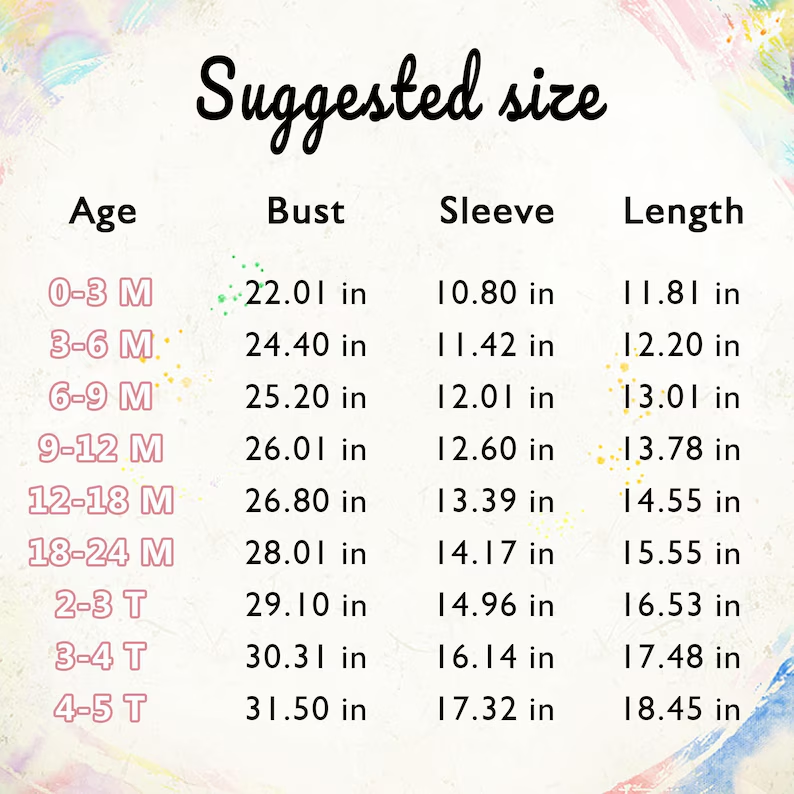 Suggested size
Age Bust Sleeve Length
0-3 M 22.01 in 10.80 in 11.81 in
3-6 M 24.40 in 11.42 in 12.20 in
6-9 M 25.20 in 12.01 in 13.01 in
9-12 M 26.01 in 12.60 in 13.78 in
12-18 M 26.80 in 13.39 in 14.55 in
18-24 M 28.01 in 14.17 in 15.55 in
2-3 T 29.10 in 14.96 in 16.53 in
3-4 T 30.31 in 16.14 in 17.48 in
4-5 T 31.50 in 17.32 in 18.45 in